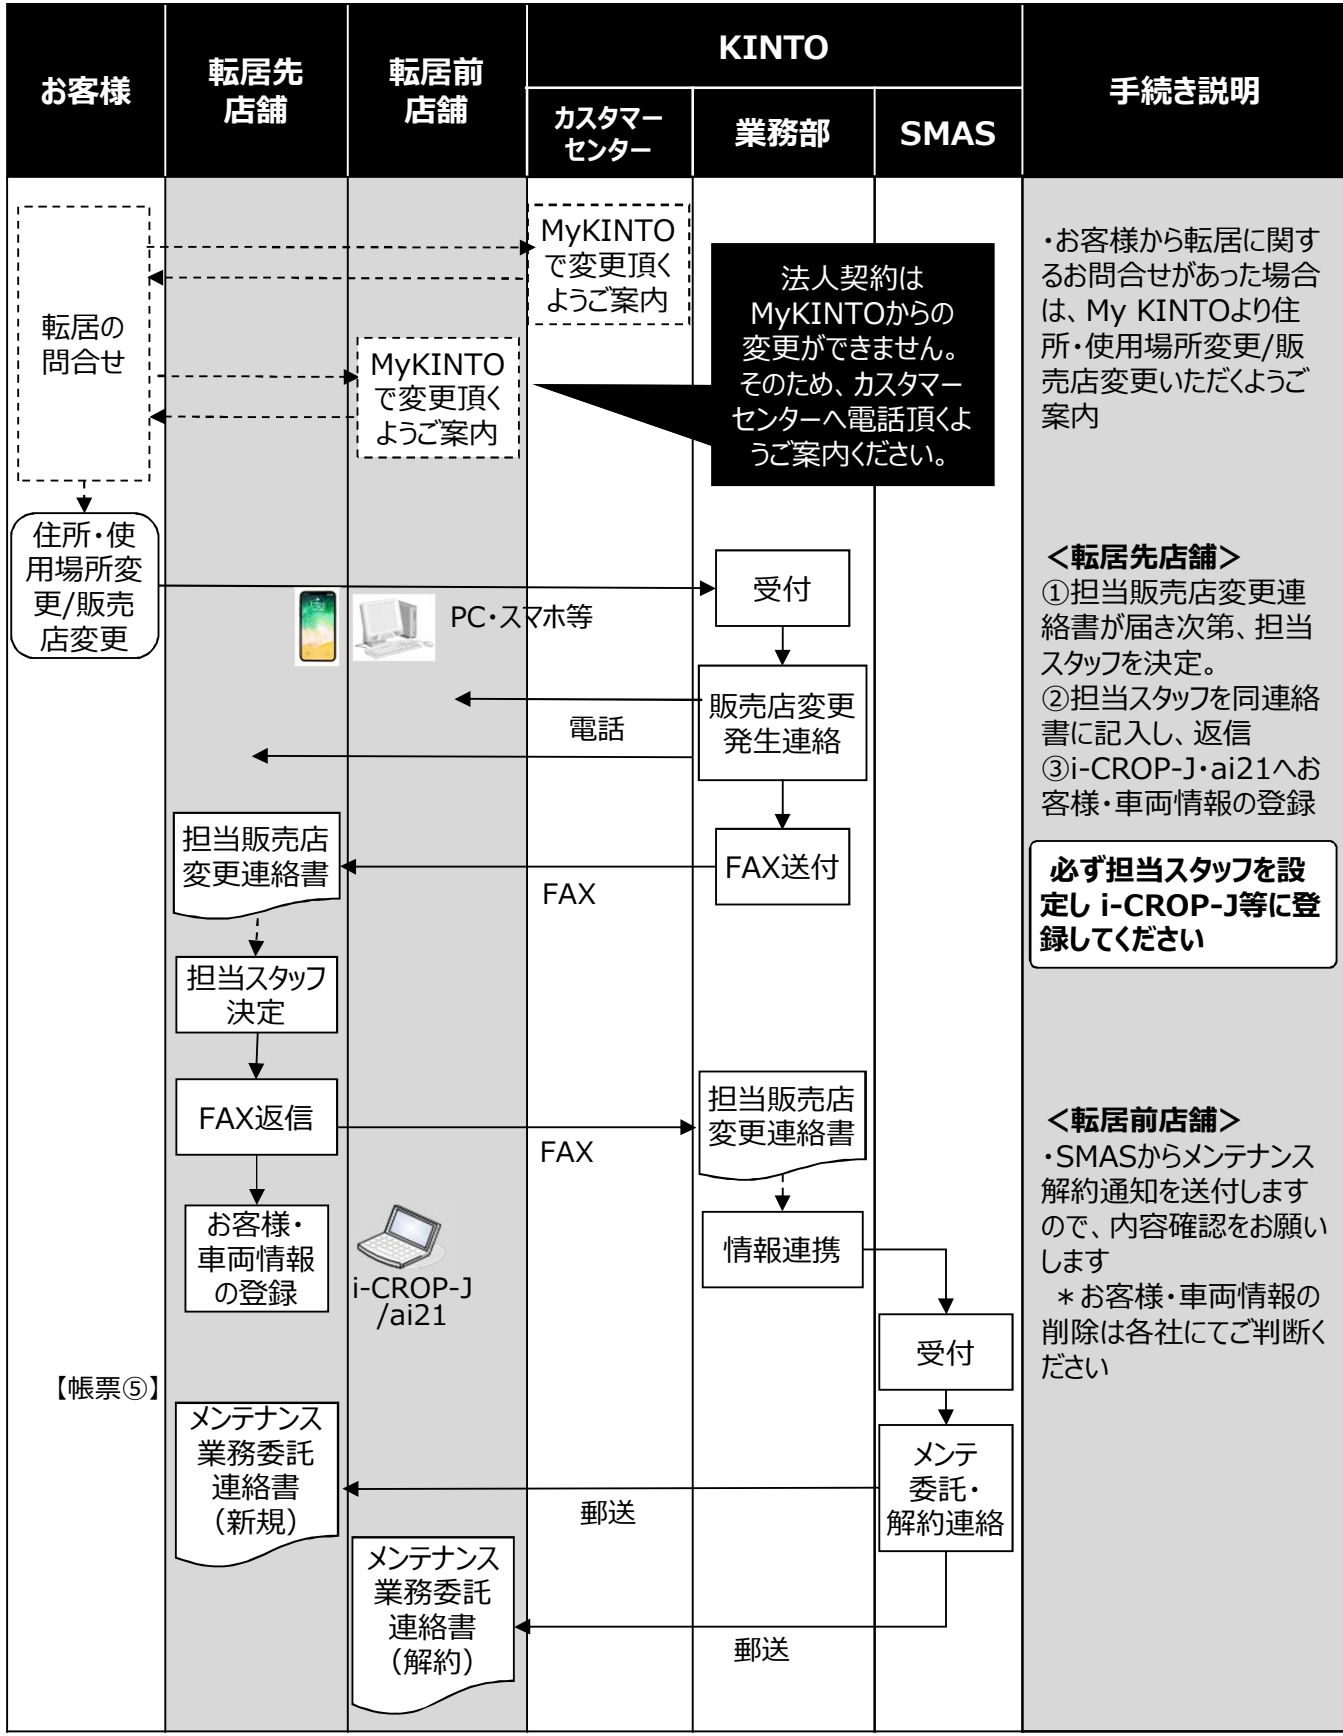 お客様
転居先
店舗
転居前
店舗
KINTO
カスタマー
センター
業務部
SMAS
手続き説明
転居の
問合せ
MyKINTO
で変更頂く
ようご案内
MyKINTO
で変更頂く
ようご案内
法人契約は
MyKINTOからの
変更ができません。
そのため、カスタマー
センターへ電話頂くよ
うご案内ください。
・お客様から転居に関す
るお問合せがあった場合
は、My KINTOより住
所・使用場所変更/販
売店変更いただくようご
案内
住所・使
用場所変
更/販売
店変更
PC・スマホ等
受付
販売店変更
発生連絡
電話
FAX送付
FAX
担当販売店
変更連絡書
担当スタッフ
決定
FAX返信
FAX
担当販売店
変更連絡書
情報連携
お客様・
車両情報
の登録
i-CROP-J
/ai21
受付
メンテ
委託・
解約連絡
【帳票⑤】
メンテナンス
業務委託
連絡書
（新規）
郵送
メンテナンス
業務委託
連絡書
（解約）
郵送
＜転居先店舗＞
①担当販売店変更連
絡書が届き次第、担当
スタッフを決定。
②担当スタッフを同連絡
書に記入し、返信
③i-CROP-J・ai21へお
客様・車両情報の登録
必ず担当スタッフを設
定し i-CROP-J等に登
録してください
＜転居前店舗＞
・SMASからメンテナンス
解約通知を送付します
ので、内容確認をお願い
します
＊お客様・車両情報の
削除は各社にてご判断く
ださい